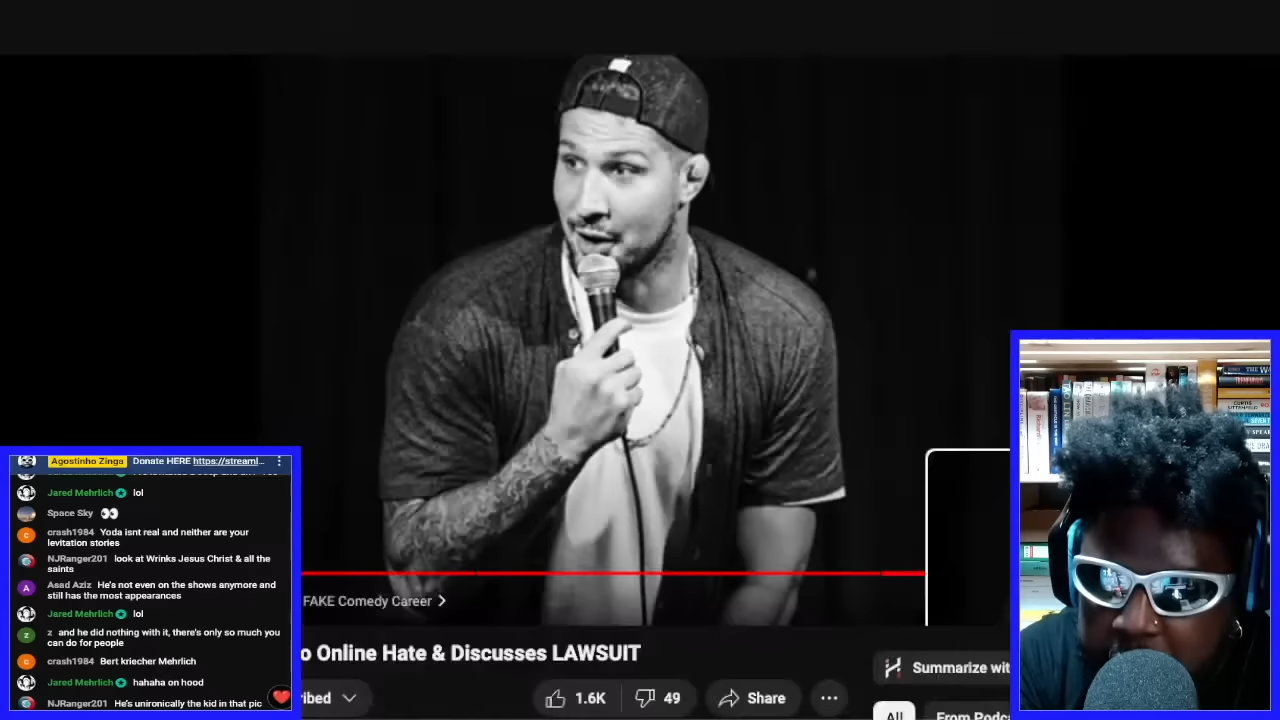 Agostinho Zinga Donate HERE https://streaml...
Jared Mehrlich lol
Space Sky
crash1984 Yoda isnt real and neither are your
levitation stories
NJRanger201 look at Wrinks Jesus Christ & all the
saints
Asad Aziz He's not even on the shows anymore and
still has the most appearances
Jared Mehrlich lol
z and he did nothing with it, there's only so much you
can do for people
crash1984 Bert kriecher Mehrlich
Jared Mehrlich hahaha on hood
NJRanger201 He's unironically the kid in that pic
FAKE Comedy Career
o Online Hate & Discusses LAWSUIT
ribed
1.6K
49
Share
Summarize wit
All
From Podc
CURTIS
SITTENFELD
TAO LIN